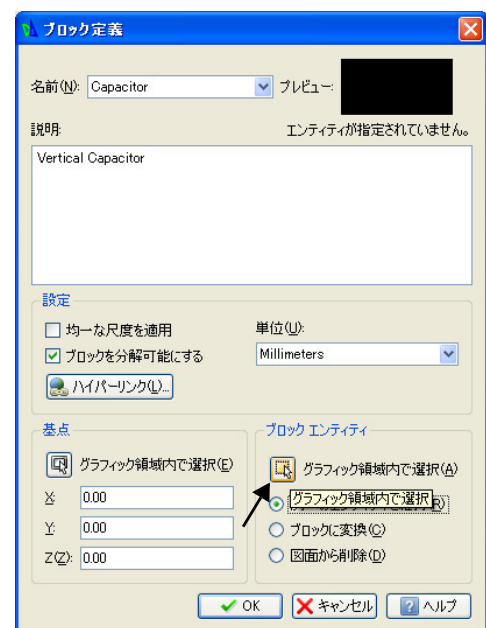 ブロック定義
名前(N): Capacitor プレビュー:
説明: エンティティが指定されていません。
Vertical Capacitor
設定
均一な尺度を適用
単位(U):
ブロックを分解可能にする
Millimeters
ハイパーリンク(L)...
基点
グラフィック領域内で選択(E)
X: 0.00
Y: 0.00
Z(Z): 0.00
ブロック エンティティ
グラフィック領域内で選択(A)
グラフィック領域内で選択
ブロックに変換(C)
図面から削除(D)
OK キャンセル ヘルプ